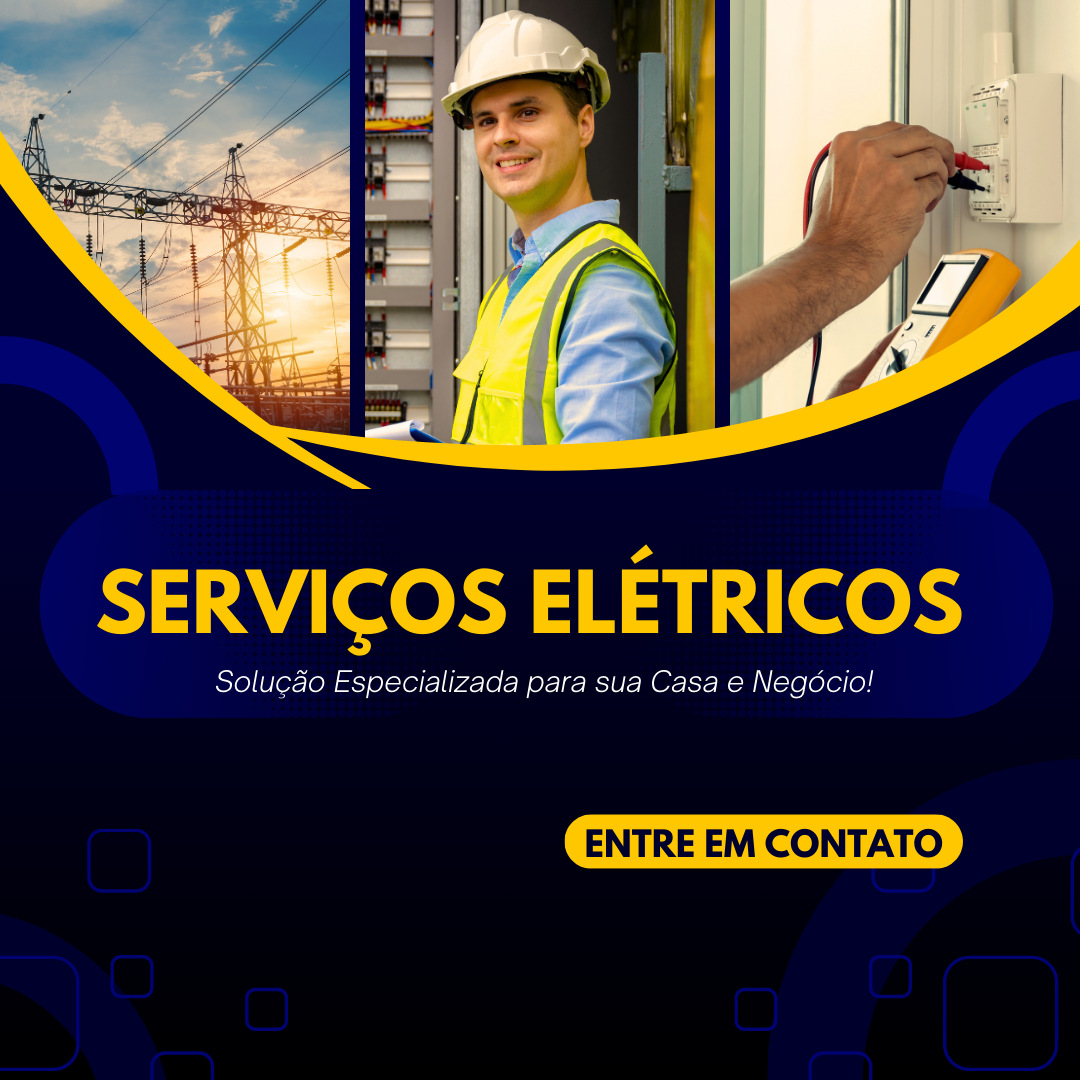 SERVIÇOS ELÉTRICOS
Solução Especializada para sua Casa e Negócio!
ENTRE EM CONTATO